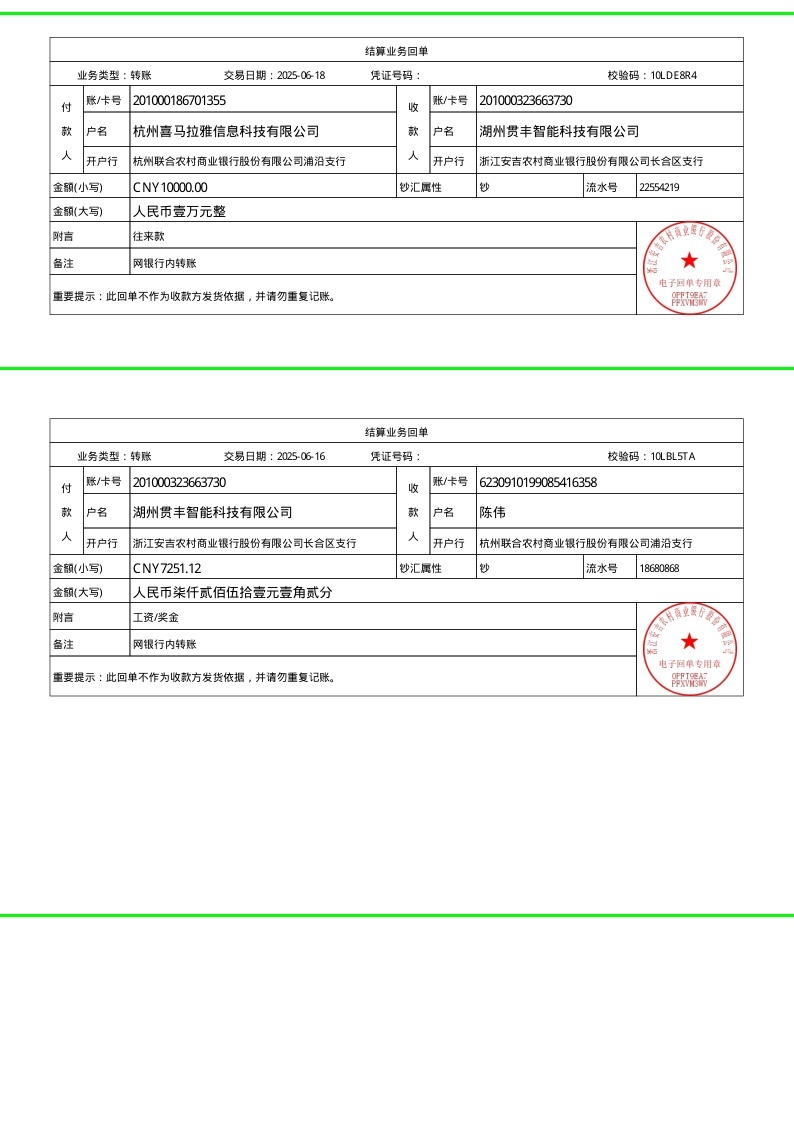 结算业务回单
业务类型：转账 交易日期：2025-06-18 凭证号码： 校验码：10LDE8R4
付款人 账/卡号 201000186701355 收款人 账/卡号 201000323663730
户名 杭州喜马拉雅信息科技有限公司 户名 湖州贯丰智能科技有限公司
开户行 杭州联合农村商业银行股份有限公司浦沿支行 开户行 浙江安吉农村商业银行股份有限公司长合区支行
金额(小写) CNY10000.00 钞汇属性 钞 流水号 22554219
金额(大写) 人民币壹万元整
附言 往来款
备注 网银行内转账
重要提示：此回单不作为收款方发货依据，并请勿重复记账。
浙江安吉农村商业银行股份有限公司
电子回单专用章
OPFT9EA7
PFXVM3WV
结算业务回单
业务类型：转账 交易日期：2025-06-16 凭证号码： 校验码：10LBL5TA
付款人 账/卡号 201000323663730 收款人 账/卡号 6230910199085416358
户名 湖州贯丰智能科技有限公司 户名 陈伟
开户行 浙江安吉农村商业银行股份有限公司长合区支行 开户行 杭州联合农村商业银行股份有限公司浦沿支行
金额(小写) CNY7251.12 钞汇属性 钞 流水号 18680868
金额(大写) 人民币柒仟贰佰伍拾壹元壹角贰分
附言 工资/奖金
备注 网银行内转账
重要提示：此回单不作为收款方发货依据，并请勿重复记账。
浙江安吉农村商业银行股份有限公司
电子回单专用章
OPFT9EA7
PFXVM3WV